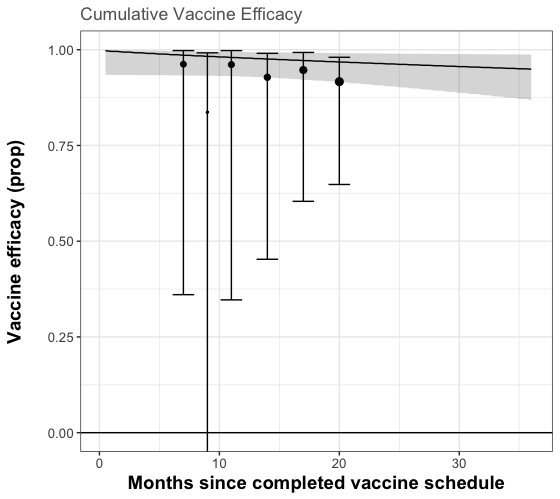 Cumulative Vaccine Efficacy
1.00
0.75
0.50
0.25
0.00
Vaccine efficacy (prop)
0 10 20 30
Months since completed vaccine schedule